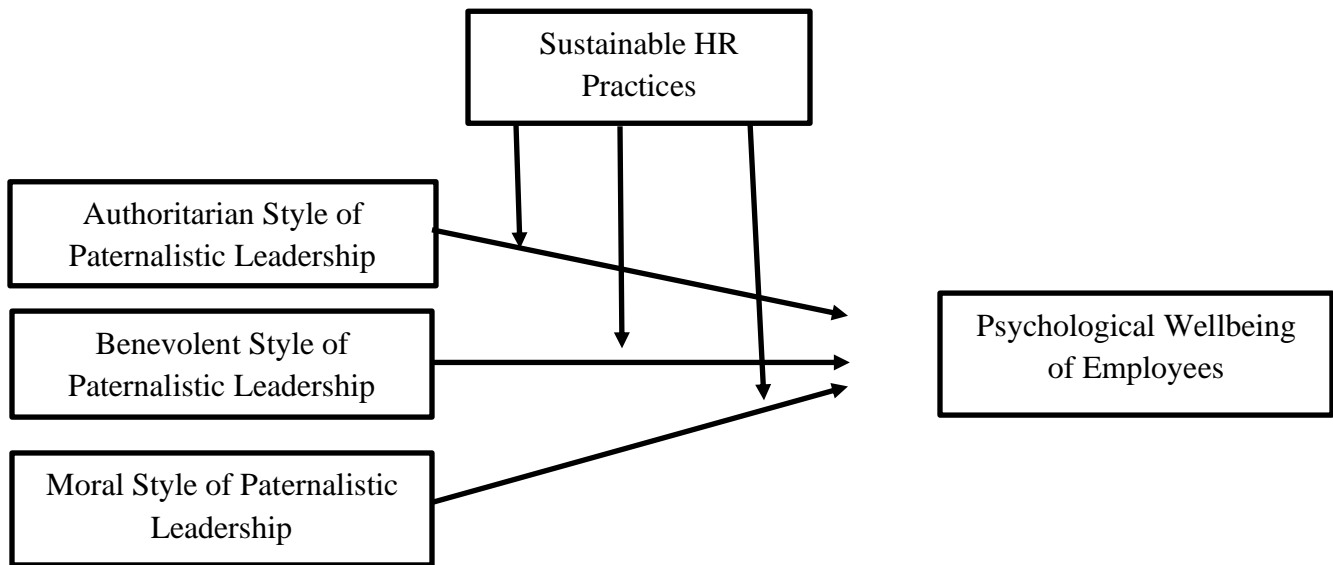 Sustainable HR
Practices
Authoritarian Style of
Paternalistic Leadership
Benevolent Style of
Paternalistic Leadership
Moral Style of Paternalistic
Leadership
Psychological Wellbeing
of Employees